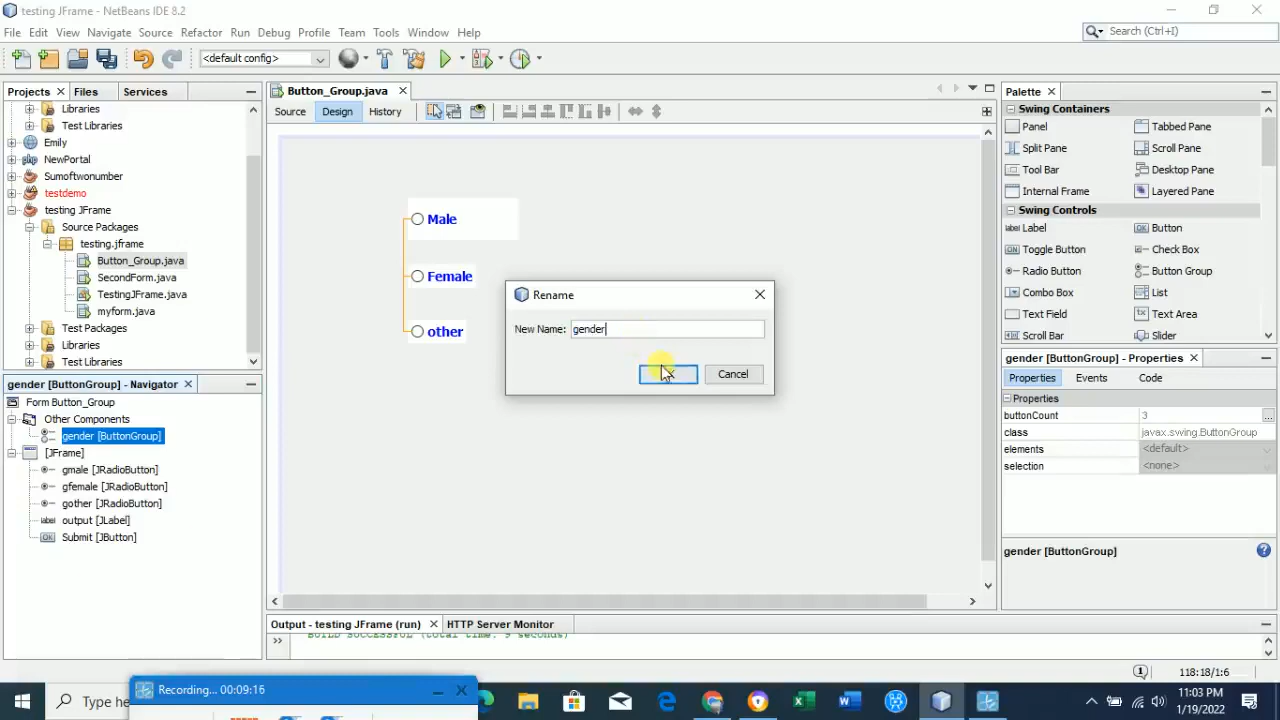 testing JFrame - NetBeans IDE 8.2
File Edit View Navigate Source Refactor Run Debug Profile Team Tools Window Help
Search (Ctrl+I)
<default config>
Projects Files Services
Libraries
Test Libraries
Emily
NewPortal
Sumoftwonumber
testdemo
testing JFrame
Source Packages
testing.jframe
Button_Group.java
SecondForm.java
TestingJFrame.java
myform.java
Test Packages
Libraries
Test Libraries
gender [ButtonGroup] - Navigator
Form Button_Group
Other Components
gender [ButtonGroup]
[JFrame]
gmale [JRadioButton]
gfemale [JRadioButton]
gother [JRadioButton]
output [JLabel]
Submit [JButton]
Button_Group.java
Source Design History
Male
Female
other
Rename
New Name: gender
Cancel
Output - testing JFrame (run) HTTP Server Monitor
BUILD SUCCESSFUL (total time: 9 seconds)
Palette
Swing Containers
Panel Tabbed Pane
Split Pane Scroll Pane
Tool Bar Desktop Pane
Internal Frame Layered Pane
Swing Controls
Label Button
Toggle Button Check Box
Radio Button Button Group
Combo Box List
Text Field Text Area
Scroll Bar Slider
gender [ButtonGroup] - Properties
Properties Events Code
Properties
buttonCount 3
class javax.swing.ButtonGroup
elements <default>
selection <none>
gender [ButtonGroup]
118:18/1:6
Type he
Recording... 00:09:16
11:03 PM
1/19/2022